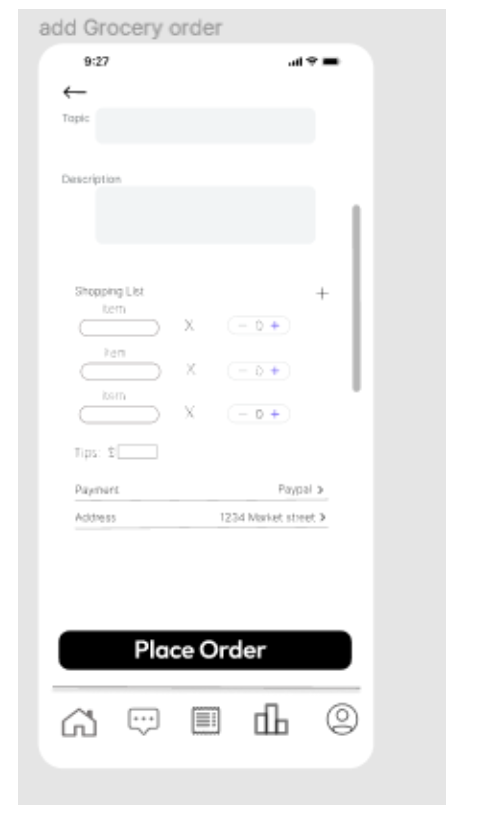 add Grocery order
9:27
Topic
Description
Shopping List
item
X - 0 +
item
X - 0 +
item
X - 0 +
Tips: $
Payment Paypal >
Address 1234 Market street >
Place Order